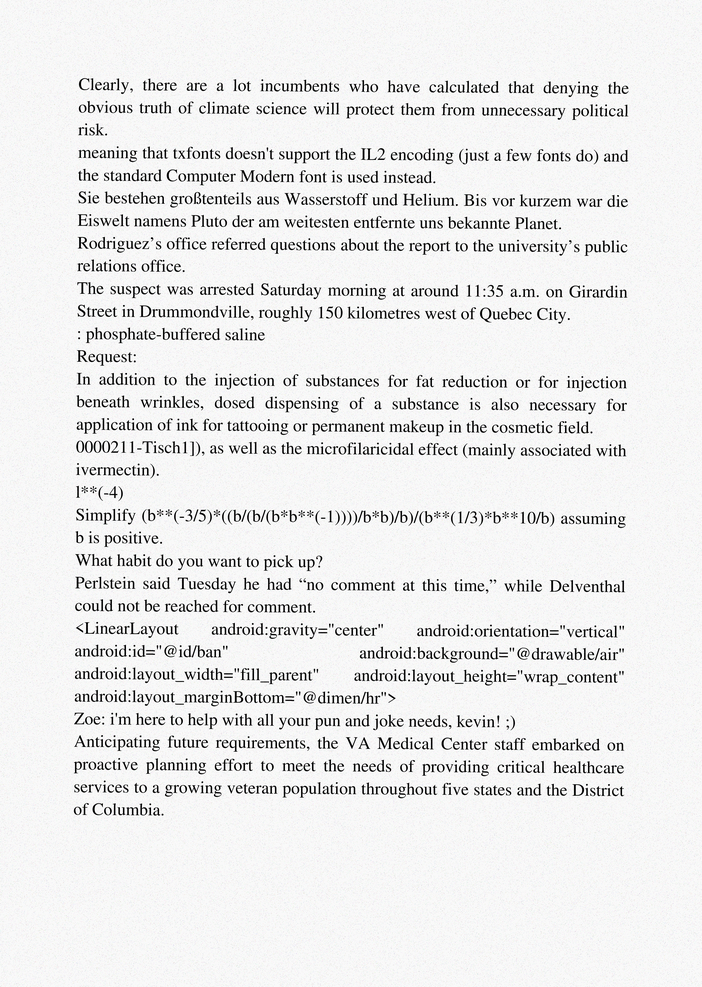 Clearly, there are a lot incumbents who have calculated that denying the
obvious truth of climate science will protect them from unnecessary political
risk.
meaning that txfonts doesn't support the IL2 encoding (just a few fonts do) and
the standard Computer Modern font is used instead.
Sie bestehen großtenteils aus Wasserstoff und Helium. Bis vor kurzem war die
Eiswelt namens Pluto der am weitesten entfernte uns bekannte Planet.
Rodriguez’s office referred questions about the report to the university’s public
relations office.
The suspect was arrested Saturday morning at around 11:35 a.m. on Girardin
Street in Drummondville, roughly 150 kilometres west of Quebec City.
: phosphate-buffered saline
Request:
In addition to the injection of substances for fat reduction or for injection
beneath wrinkles, dosed dispensing of a substance is also necessary for
application of ink for tattooing or permanent makeup in the cosmetic field.
0000211-Tisch1]), as well as the microfilaricidal effect (mainly associated with
ivermectin).
l**(-4)
Simplify (b**(-3/5)*((b/(b/(b*b**(-1))))/b*b)/b)/(b**(1/3)*b**10/b) assuming
b is positive.
What habit do you want to pick up?
Perlstein said Tuesday he had “no comment at this time,” while Delventhal
could not be reached for comment.
<LinearLayout android:gravity="center" android:orientation="vertical"
android:id="@id/ban" android:background="@drawable/air"
android:layout_width="fill_parent" android:layout_height="wrap_content"
android:layout_marginBottom="@dimen/hr">
Zoe: i'm here to help with all your pun and joke needs, kevin! ;)
Anticipating future requirements, the VA Medical Center staff embarked on
proactive planning effort to meet the needs of providing critical healthcare
services to a growing veteran population throughout five states and the District
of Columbia.